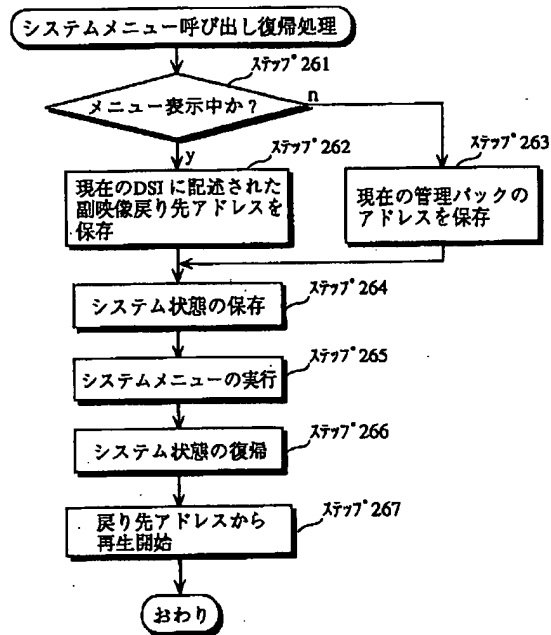 システムメニュー呼び出し復帰処理
ステップ261
メニュー表示中か?
n
y
ステップ262
現在のDSIに記述された
副映像戻り先アドレスを
保存
ステップ263
現在の管理パックの
アドレスを保存
ステップ264
システム状態の保存
ステップ265
システムメニューの実行
ステップ266
システム状態の復帰
ステップ267
戻り先アドレスから
再生開始
おわり